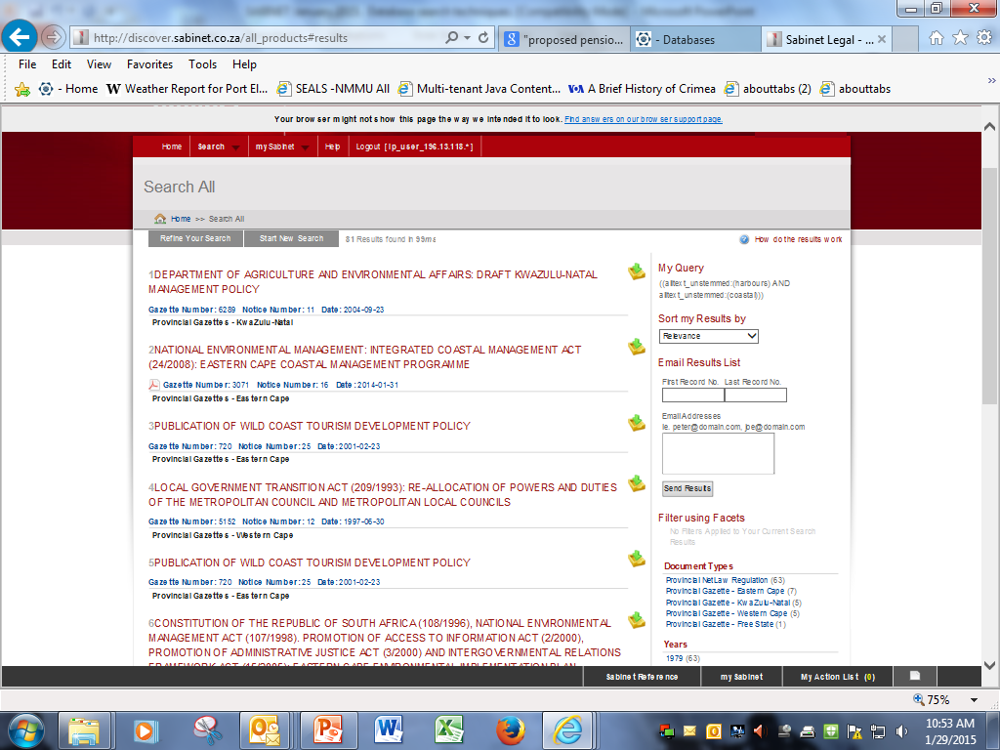 http://discover.sabinet.co.za/all_products#results
"proposed pensio...
- Databases
Sabinet Legal - ...
File Edit View Favorites Tools Help
- Home
Weather Report for Port El...
SEALS -NMMU All
Multi-tenant Java Content...
VOA A Brief History of Crimea
abouttabs (2)
abouttabs
Your browser might not show this page the way we intended it to look. Find answers on our browser support page.
Home Search mySabinet Help Logout [ip_user_196.13.118.*]
Search All
Home >> Search All
Refine Your Search Start New Search 81 Results found in 99ms
How do the results work
1DEPARTMENT OF AGRICULTURE AND ENVIRONMENTAL AFFAIRS: DRAFT KWAZULU-NATAL
MANAGEMENT POLICY
Gazette Number: 6289 Notice Number: 11 Date: 2004-09-23
Provincial Gazettes - KwaZulu-Natal
2NATIONAL ENVIRONMENTAL MANAGEMENT: INTEGRATED COASTAL MANAGEMENT ACT
(24/2008): EASTERN CAPE COASTAL MANAGEMENT PROGRAMME
Gazette Number: 3071 Notice Number: 16 Date: 2014-01-31
Provincial Gazettes - Eastern Cape
3PUBLICATION OF WILD COAST TOURISM DEVELOPMENT POLICY
Gazette Number: 720 Notice Number: 25 Date: 2001-02-23
Provincial Gazettes - Eastern Cape
4LOCAL GOVERNMENT TRANSITION ACT (209/1993): RE-ALLOCATION OF POWERS AND DUTIES
OF THE METROPOLITAN COUNCIL AND METROPOLITAN LOCAL COUNCILS
Gazette Number: 5152 Notice Number: 12 Date: 1997-06-30
Provincial Gazettes - Western Cape
5PUBLICATION OF WILD COAST TOURISM DEVELOPMENT POLICY
Gazette Number: 720 Notice Number: 25 Date: 2001-02-23
Provincial Gazettes - Eastern Cape
6CONSTITUTION OF THE REPUBLIC OF SOUTH AFRICA (108/1996), NATIONAL ENVIRONMENTAL
MANAGEMENT ACT (107/1998). PROMOTION OF ACCESS TO INFORMATION ACT (2/2000),
PROMOTION OF ADMINISTRATIVE JUSTICE ACT (3/2000) AND INTERGOVERNMENTAL RELATIONS
My Query
((alltext_unstemmed:(harbours) AND
alltext_unstemmed:(coastal)))
Sort my Results by
Relevance
Email Results List
First Record No. Last Record No.
Email Addresses
ie. peter@domain.com, joe@domain.com
Send Results
Filter using Facets
No Filters Applied to Your Current Search
Results
Document Types
Provincial NetLaw Regulation (63)
Provincial Gazette - Eastern Cape (7)
Provincial Gazette - KwaZulu-Natal (5)
Provincial Gazette - Western Cape (5)
Provincial Gazette - Free State (1)
Years
1979 (63)
Sabinet Reference mySabinet My Action List (0)
75%
10:53 AM
1/29/2015